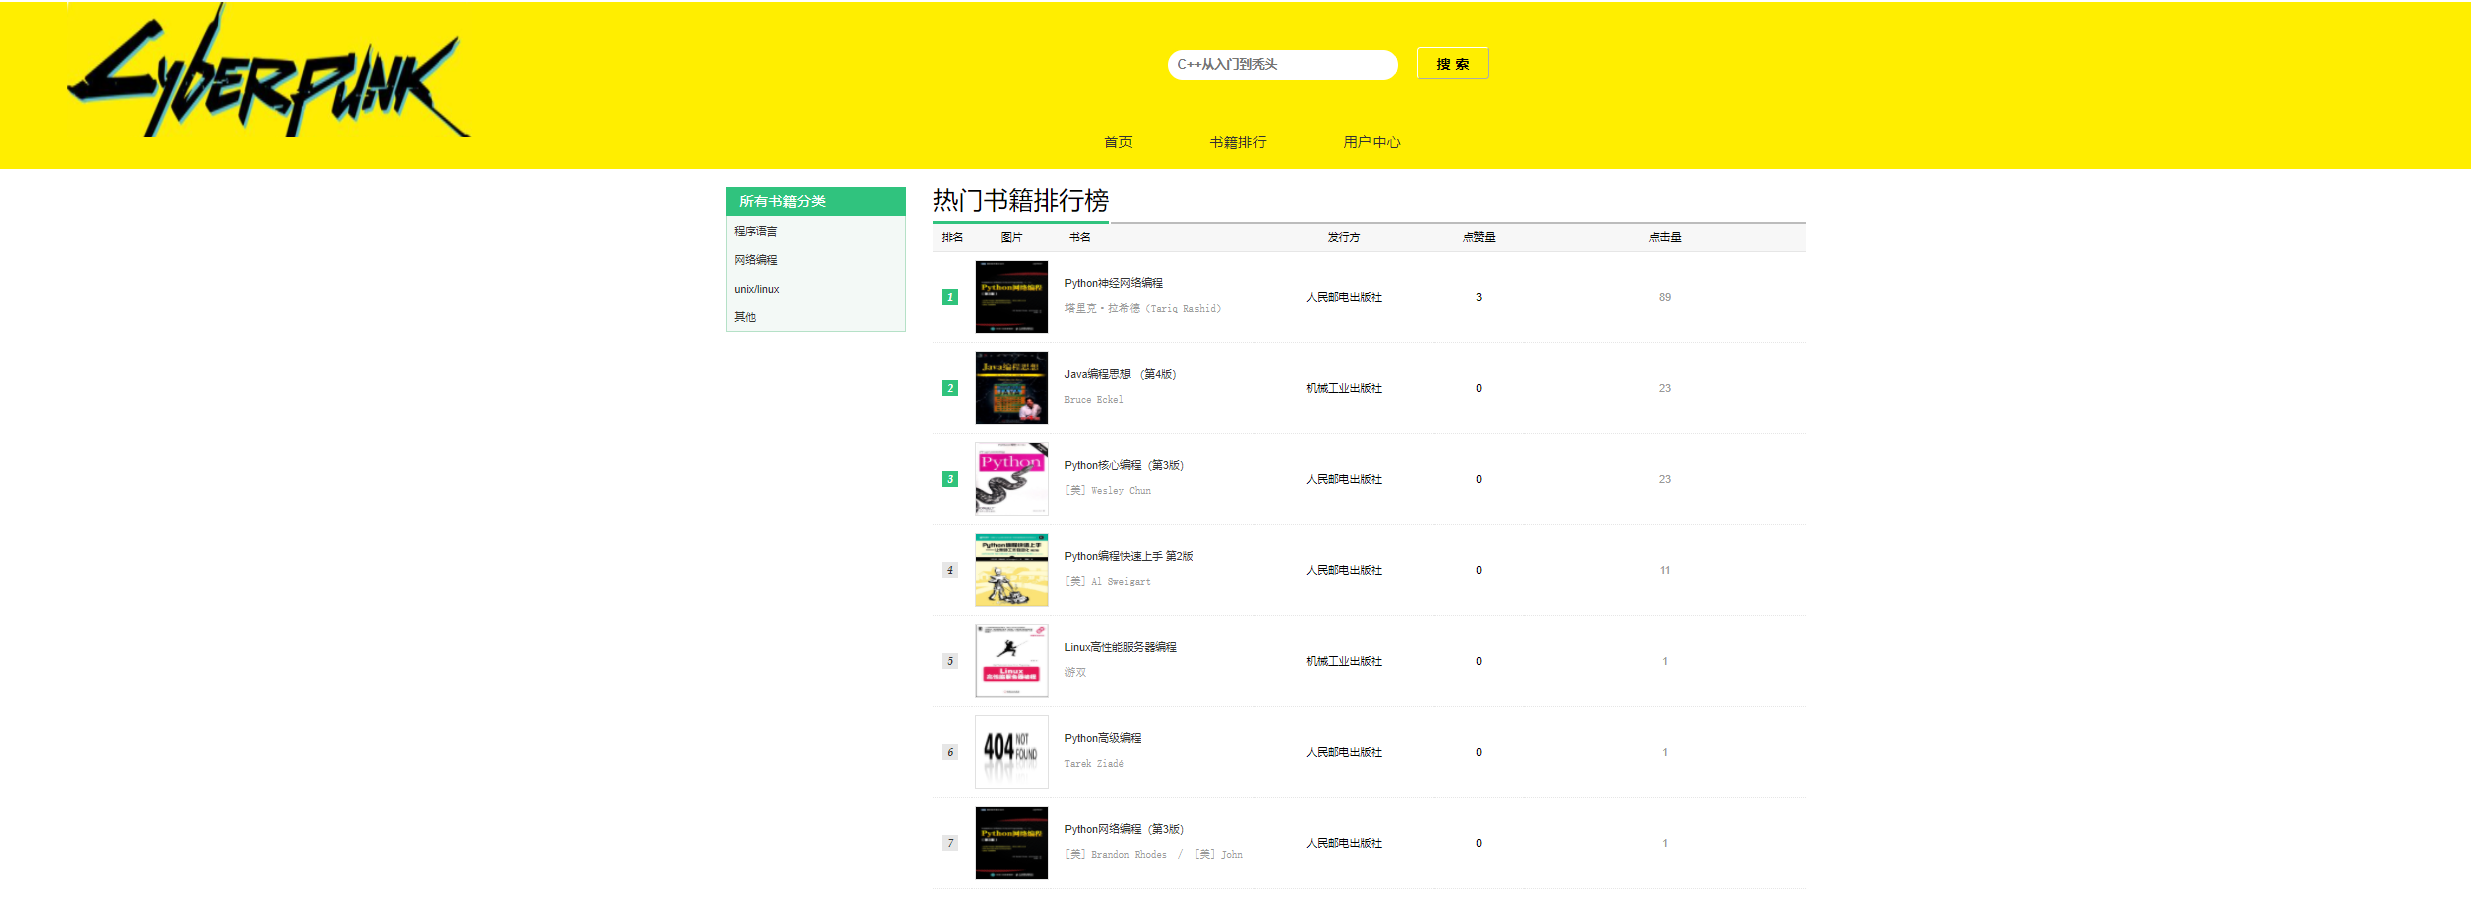 CYBERPUNK
C++从入门到秃头
搜 索
首页 书籍排行 用户中心
所有书籍分类
程序语言
网络编程
unix/linux
其他
热门书籍排行榜
排名 图片 书名 发行方 点赞量 点击量
1 Python神经网络编程 人民邮电出版社 3 89
Python网络编程
塔里克·拉希德（Tariq Rashid）
2 Java编程思想 （第4版） 机械工业出版社 0 23
Java编程思想
Bruce Eckel
3 Python核心编程（第3版） 人民邮电出版社 0 23
Python
［美］Wesley Chun
4 Python编程快速上手 第2版 人民邮电出版社 0 11
Python编程快速上手
［美］Al Sweigart
5 Linux高性能服务器编程 机械工业出版社 0 1
Linux
高性能服务器编程
游双
6 Python高级编程 人民邮电出版社 0 1
404 NOT FOUND
Tarek Ziadé
7 Python网络编程（第3版） 人民邮电出版社 0 1
Python网络编程
［美］Brandon Rhodes ／ ［美］John